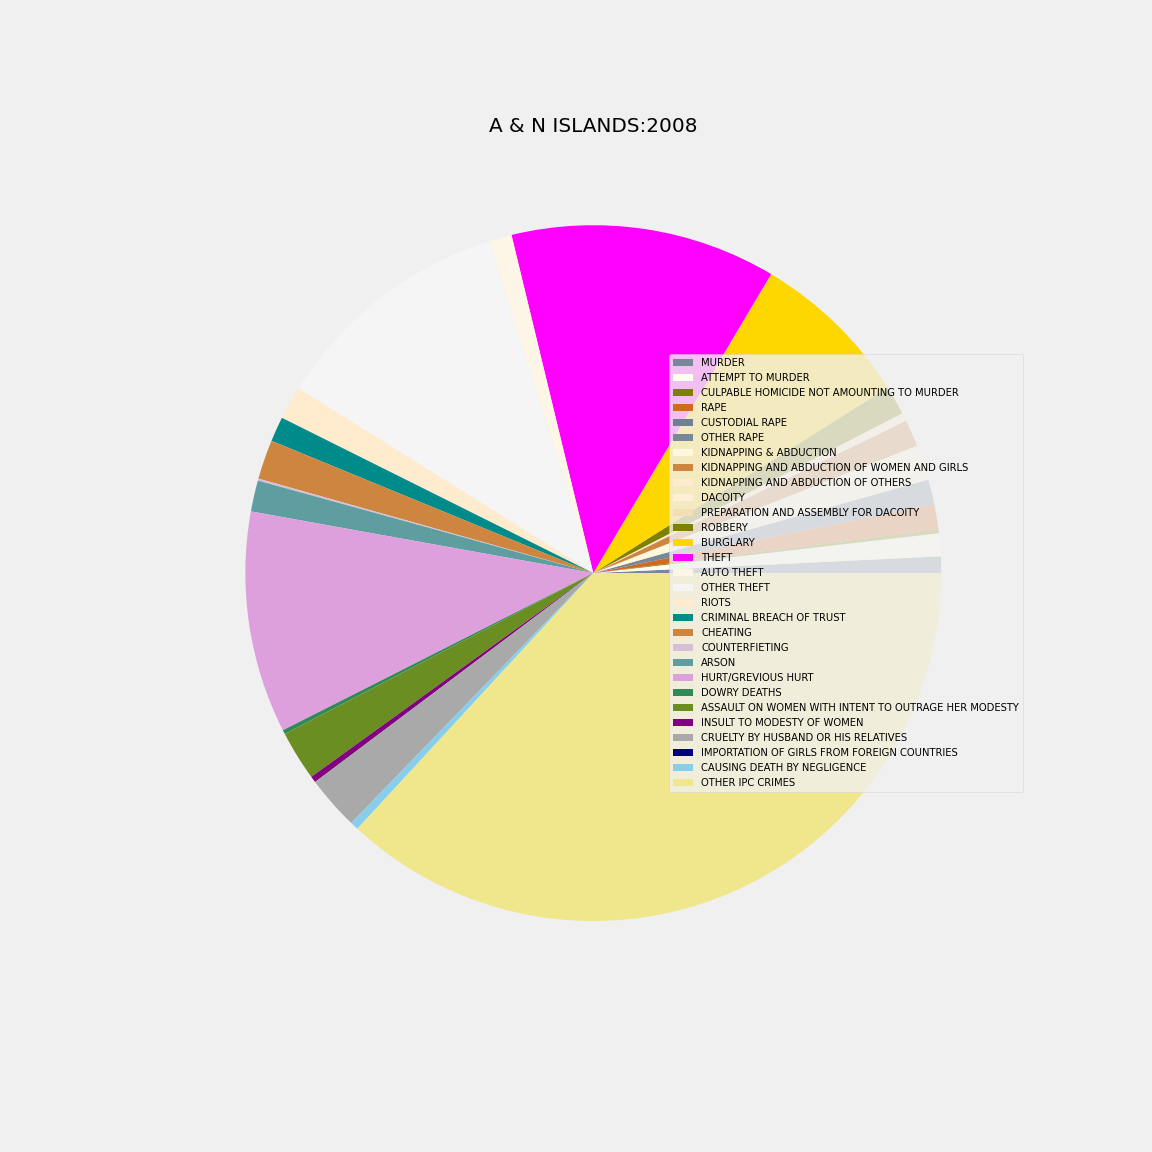 A & N ISLANDS:2008
MURDER
ATTEMPT TO MURDER
CULPABLE HOMICIDE NOT AMOUNTING TO MURDER
RAPE
CUSTODIAL RAPE
OTHER RAPE
KIDNAPPING & ABDUCTION
KIDNAPPING AND ABDUCTION OF WOMEN AND GIRLS
KIDNAPPING AND ABDUCTION OF OTHERS
DACOITY
PREPARATION AND ASSEMBLY FOR DACOITY
ROBBERY
BURGLARY
THEFT
AUTO THEFT
OTHER THEFT
RIOTS
CRIMINAL BREACH OF TRUST
CHEATING
COUNTERFIETING
ARSON
HURT/GREVIOUS HURT
DOWRY DEATHS
ASSAULT ON WOMEN WITH INTENT TO OUTRAGE HER MODESTY
INSULT TO MODESTY OF WOMEN
CRUELTY BY HUSBAND OR HIS RELATIVES
IMPORTATION OF GIRLS FROM FOREIGN COUNTRIES
CAUSING DEATH BY NEGLIGENCE
OTHER IPC CRIMES